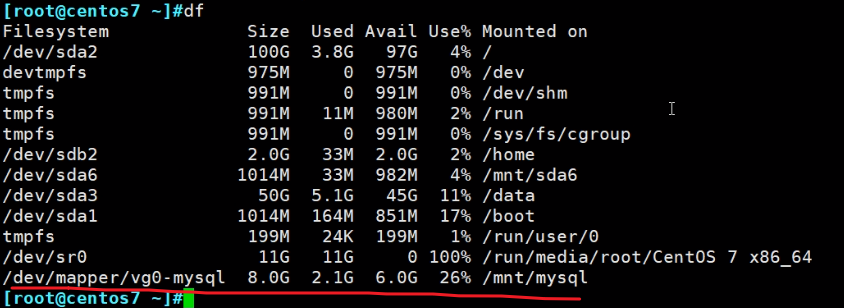 [root@centos7 ~]#df
Filesystem Size Used Avail Use% Mounted on
/dev/sda2 100G 3.8G 97G 4% /
devtmpfs 975M 0 975M 0% /dev
tmpfs 991M 0 991M 0% /dev/shm
tmpfs 991M 11M 980M 2% /run
tmpfs 991M 0 991M 0% /sys/fs/cgroup
/dev/sdb2 2.0G 33M 2.0G 2% /home
/dev/sda6 1014M 33M 982M 4% /mnt/sda6
/dev/sda3 50G 5.1G 45G 11% /data
/dev/sda1 1014M 164M 851M 17% /boot
tmpfs 199M 24K 199M 1% /run/user/0
/dev/sr0 11G 11G 0 100% /run/media/root/CentOS 7 x86_64
/dev/mapper/vg0-mysql 8.0G 2.1G 6.0G 26% /mnt/mysql
[root@centos7 ~]#